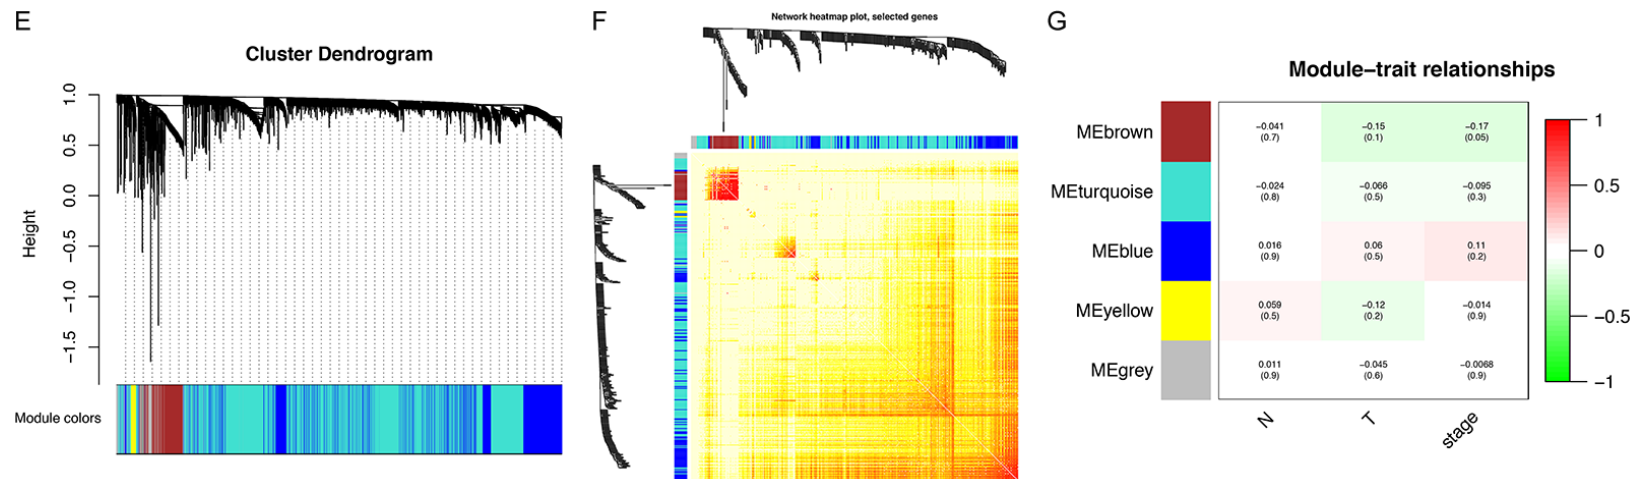 E
Cluster Dendrogram
Height
1.0
0.5
0.0
−0.5
−1.0
−1.5
Module colors
F
Network heatmap plot, selected genes
G
Module−trait relationships
MEbrown
−0.041 −0.15 −0.17
(0.7) (0.1) (0.05)
MEturquoise
−0.024 −0.066 −0.095
(0.8) (0.5) (0.3)
MEblue
0.016 0.06 0.11
(0.9) (0.5) (0.2)
MEyellow
0.059 −0.12 −0.014
(0.5) (0.2) (0.9)
MEgrey
0.011 −0.045 −0.0068
(0.9) (0.6) (0.9)
N T stage
1
0.5
0
−0.5
−1